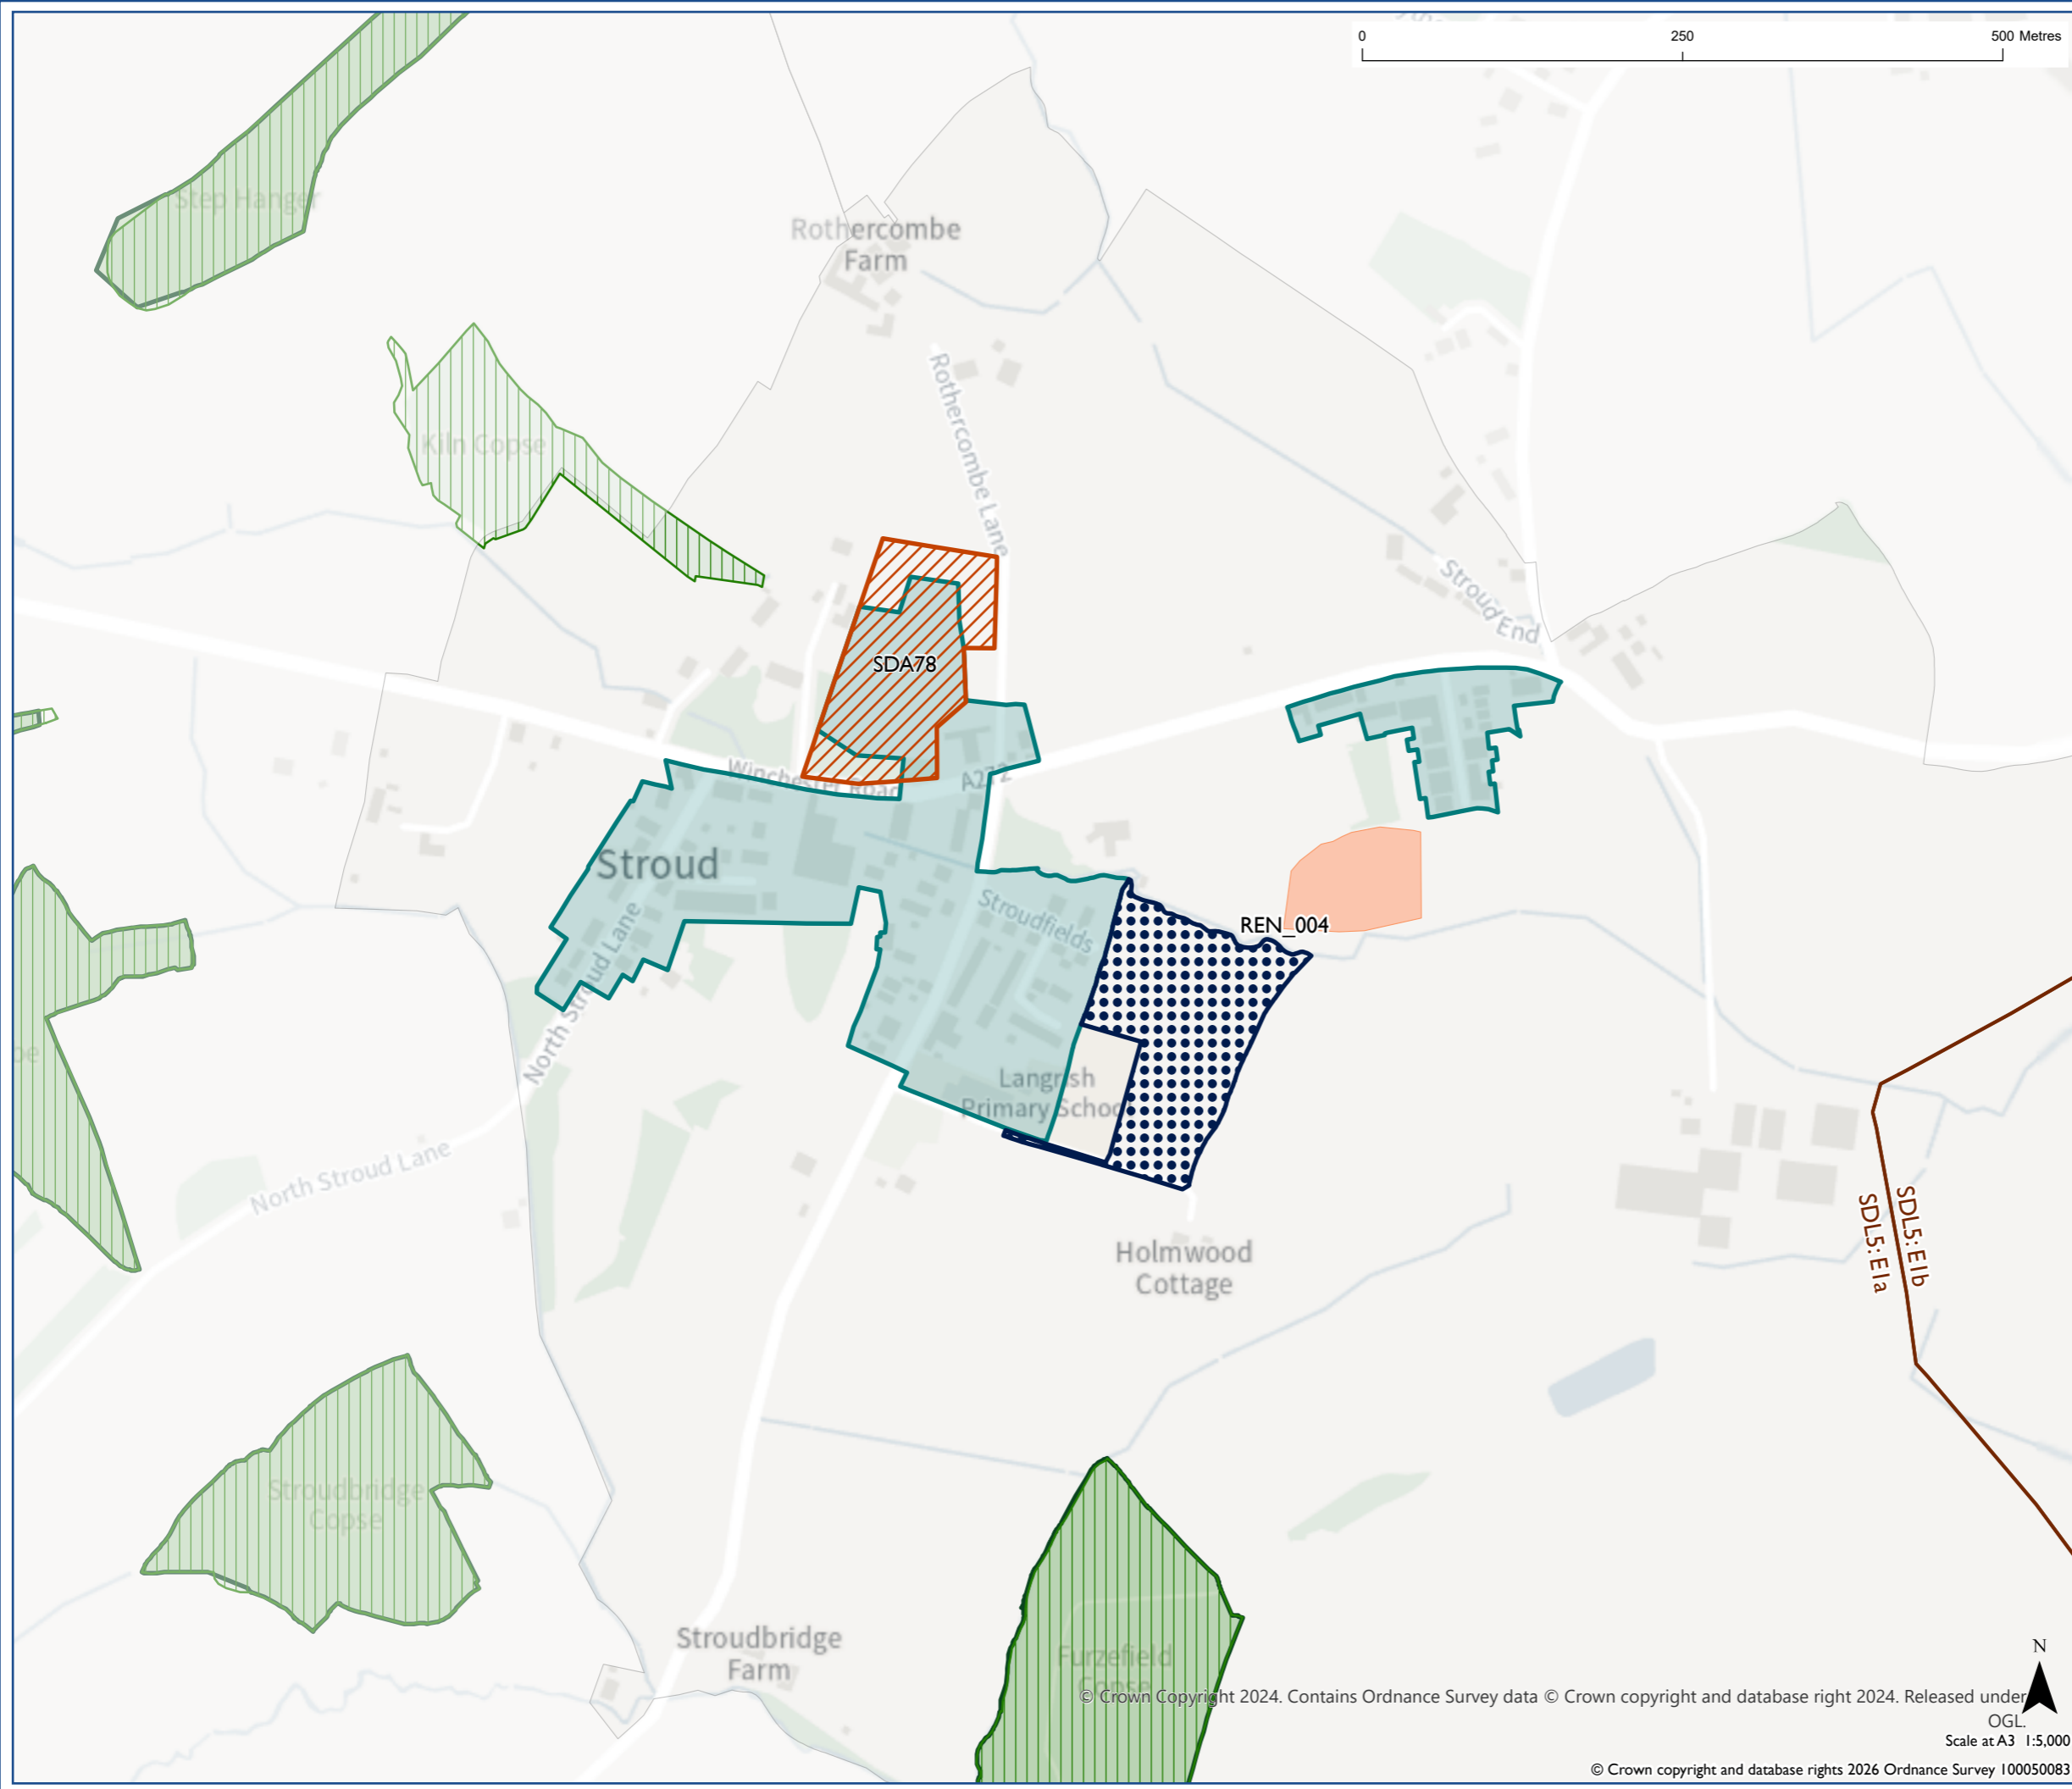 0 250 500 Metres
Step Hanger
Rothercombe
Farm
Rothercombe Lane
Kiln Copse
Stroud End
SDA78
Winchester Road
A272
Stroud
Stroudfields
REN_004
North Stroud Lane
Langrish
Primary School
North Stroud Lane
SDL5: E1a
SDL5: E1b
Holmwood
Cottage
Stroudbridge
Copse
Stroudbridge
Farm
Furzefield
Copse
N
© Crown Copyright 2024. Contains Ordnance Survey data © Crown copyright and database right 2024. Released under
OGL.
Scale at A3 1:5,000
© Crown copyright and database rights 2026 Ordnance Survey 100050083